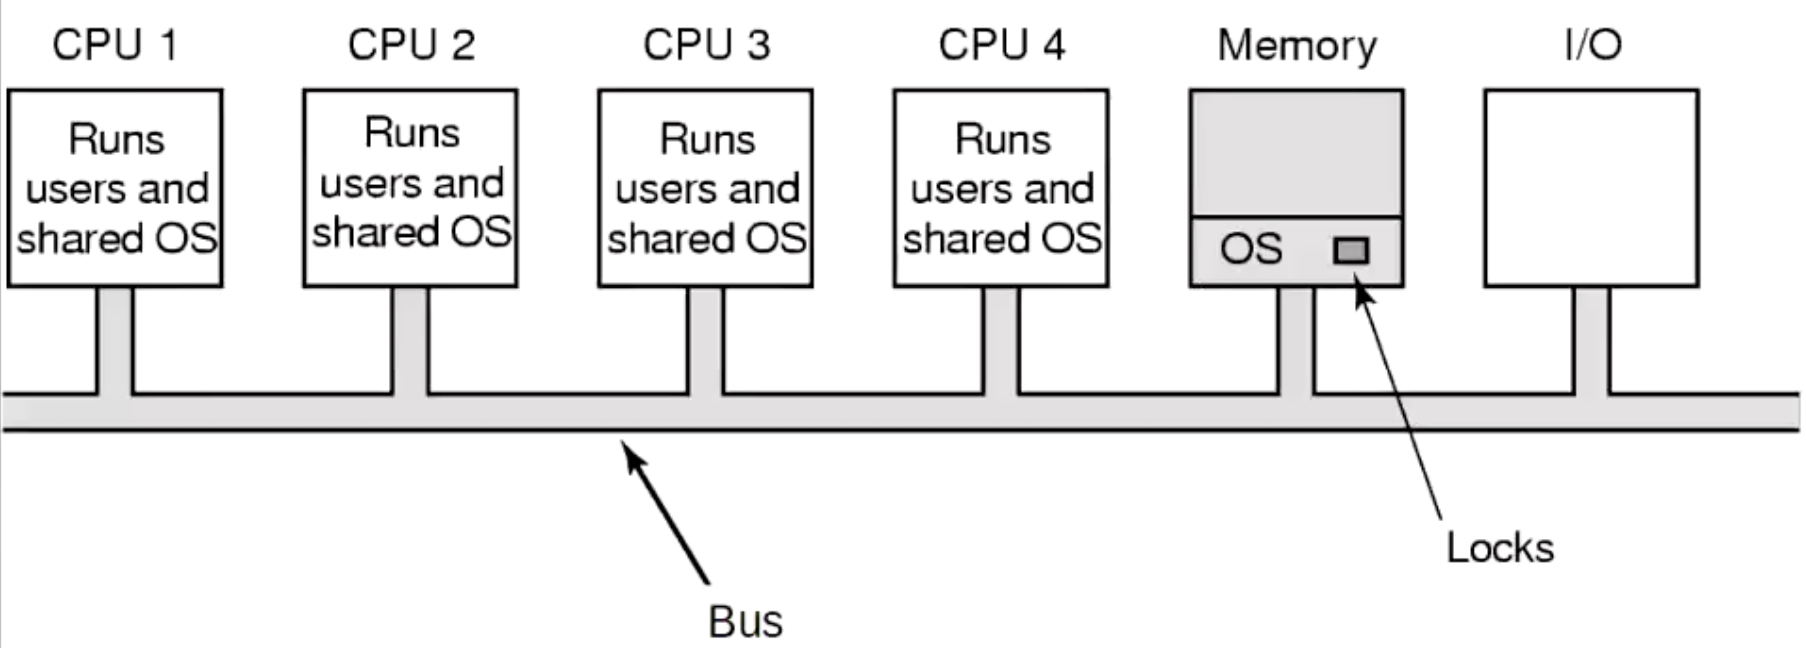 CPU 1
CPU 2
CPU 3
CPU 4
Memory
I/O
Runs
users and
shared OS
Runs
users and
shared OS
Runs
users and
shared OS
Runs
users and
shared OS
OS
Locks
Bus